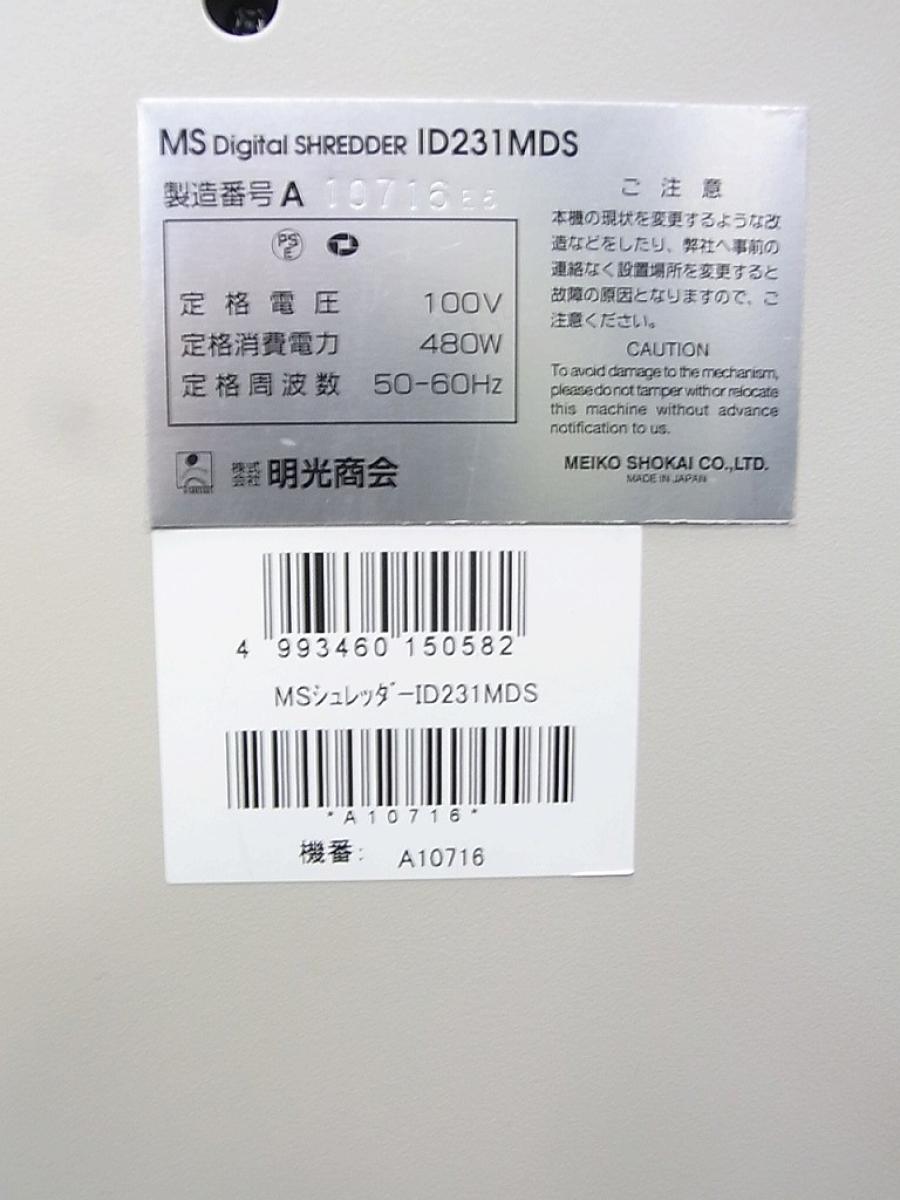 MS Digital SHREDDER ID231MDS
製造番号 A 10716
PS
E
定格電圧 100V
定格消費電力 480W
定格周波数 50-60Hz
株式
会社 明光商会
ご注意
本機の現状を変更するような改
造などをしたり、弊社へ事前の
連絡なく設置場所を変更すると
故障の原因となりますので、ご
注意ください。
CAUTION
To avoid damage to the mechanism,
please do not tamper with or relocate
this machine without advance
notification to us.
MEIKO SHOKAI CO.,LTD.
MADE IN JAPAN
4 993460 150582
MSシュレッダーID231MDS
*A10716*
機番: A10716